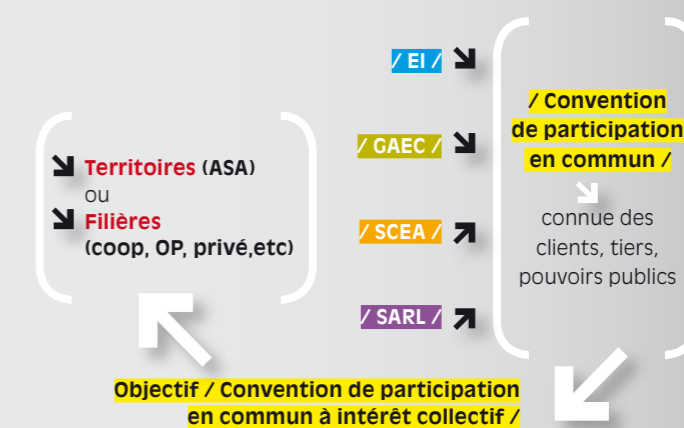 / EI /
/ GAEC /
/ SCEA /
/ SARL /
/ Convention
de participation
en commun /
connue des
clients, tiers,
pouvoirs publics
Territoires (ASA)
ou
Filières
(coop, OP, privé,etc)
Objectif / Convention de participation
en commun à intérêt collectif /